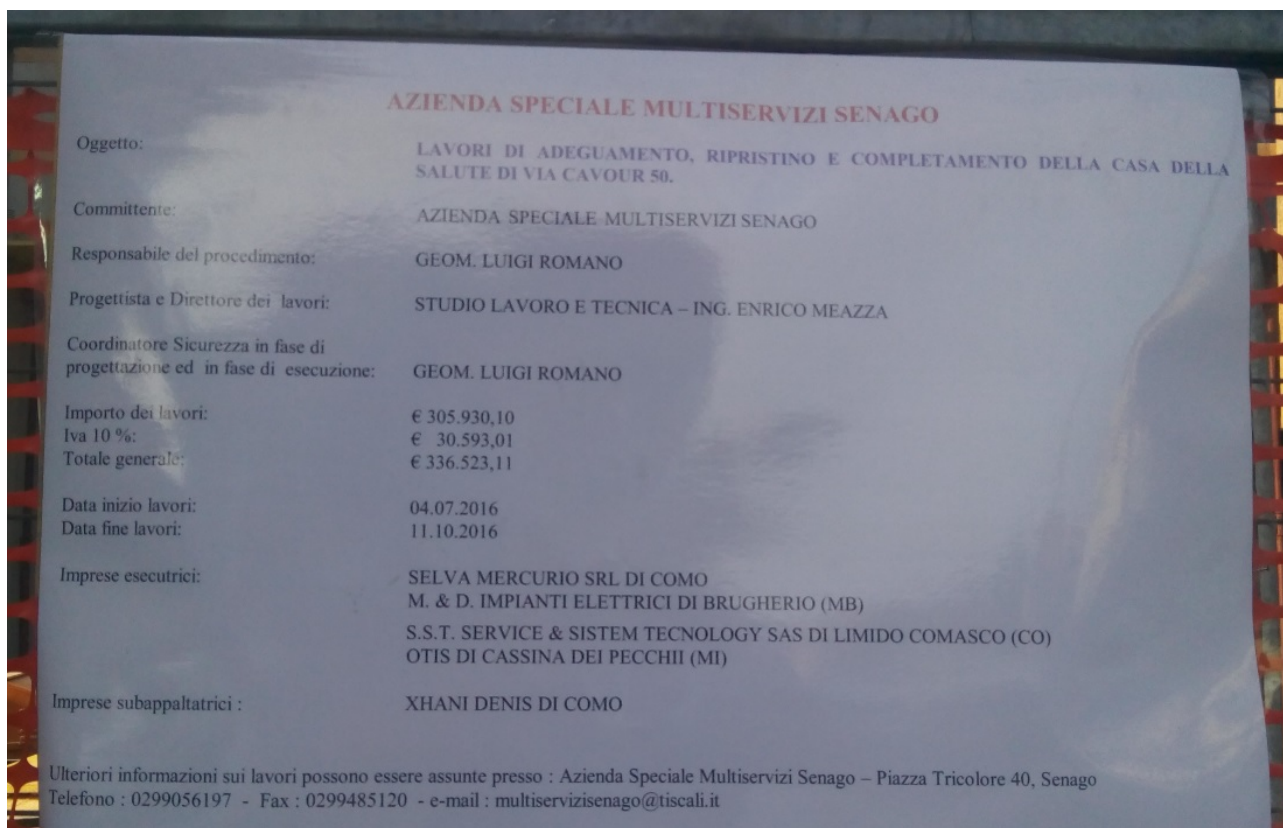 AZIENDA SPECIALE MULTISERVIZI SENAGO
Oggetto: LAVORI DI ADEGUAMENTO, RIPRISTINO E COMPLETAMENTO DELLA CASA DELLA
SALUTE DI VIA CAVOUR 50.
Committente: AZIENDA SPECIALE MULTISERVIZI SENAGO
Responsabile del procedimento: GEOM. LUIGI ROMANO
Progettista e Direttore dei lavori: STUDIO LAVORO E TECNICA – ING. ENRICO MEAZZA
Coordinatore Sicurezza in fase di
progettazione ed in fase di esecuzione: GEOM. LUIGI ROMANO
Importo dei lavori: € 305.930,10
Iva 10 %: € 30.593,01
Totale generale: € 336.523,11
Data inizio lavori: 04.07.2016
Data fine lavori: 11.10.2016
Imprese esecutrici: SELVA MERCURIO SRL DI COMO
M. & D. IMPIANTI ELETTRICI DI BRUGHERIO (MB)
S.S.T. SERVICE & SISTEM TECNOLOGY SAS DI LIMIDO COMASCO (CO)
OTIS DI CASSINA DEI PECCHII (MI)
Imprese subappaltatrici : XHANI DENIS DI COMO
Ulteriori informazioni sui lavori possono essere assunte presso : Azienda Speciale Multiservizi Senago – Piazza Tricolore 40, Senago
Telefono : 0299056197 - Fax : 0299485120 - e-mail : multiservizisenago@tiscali.it